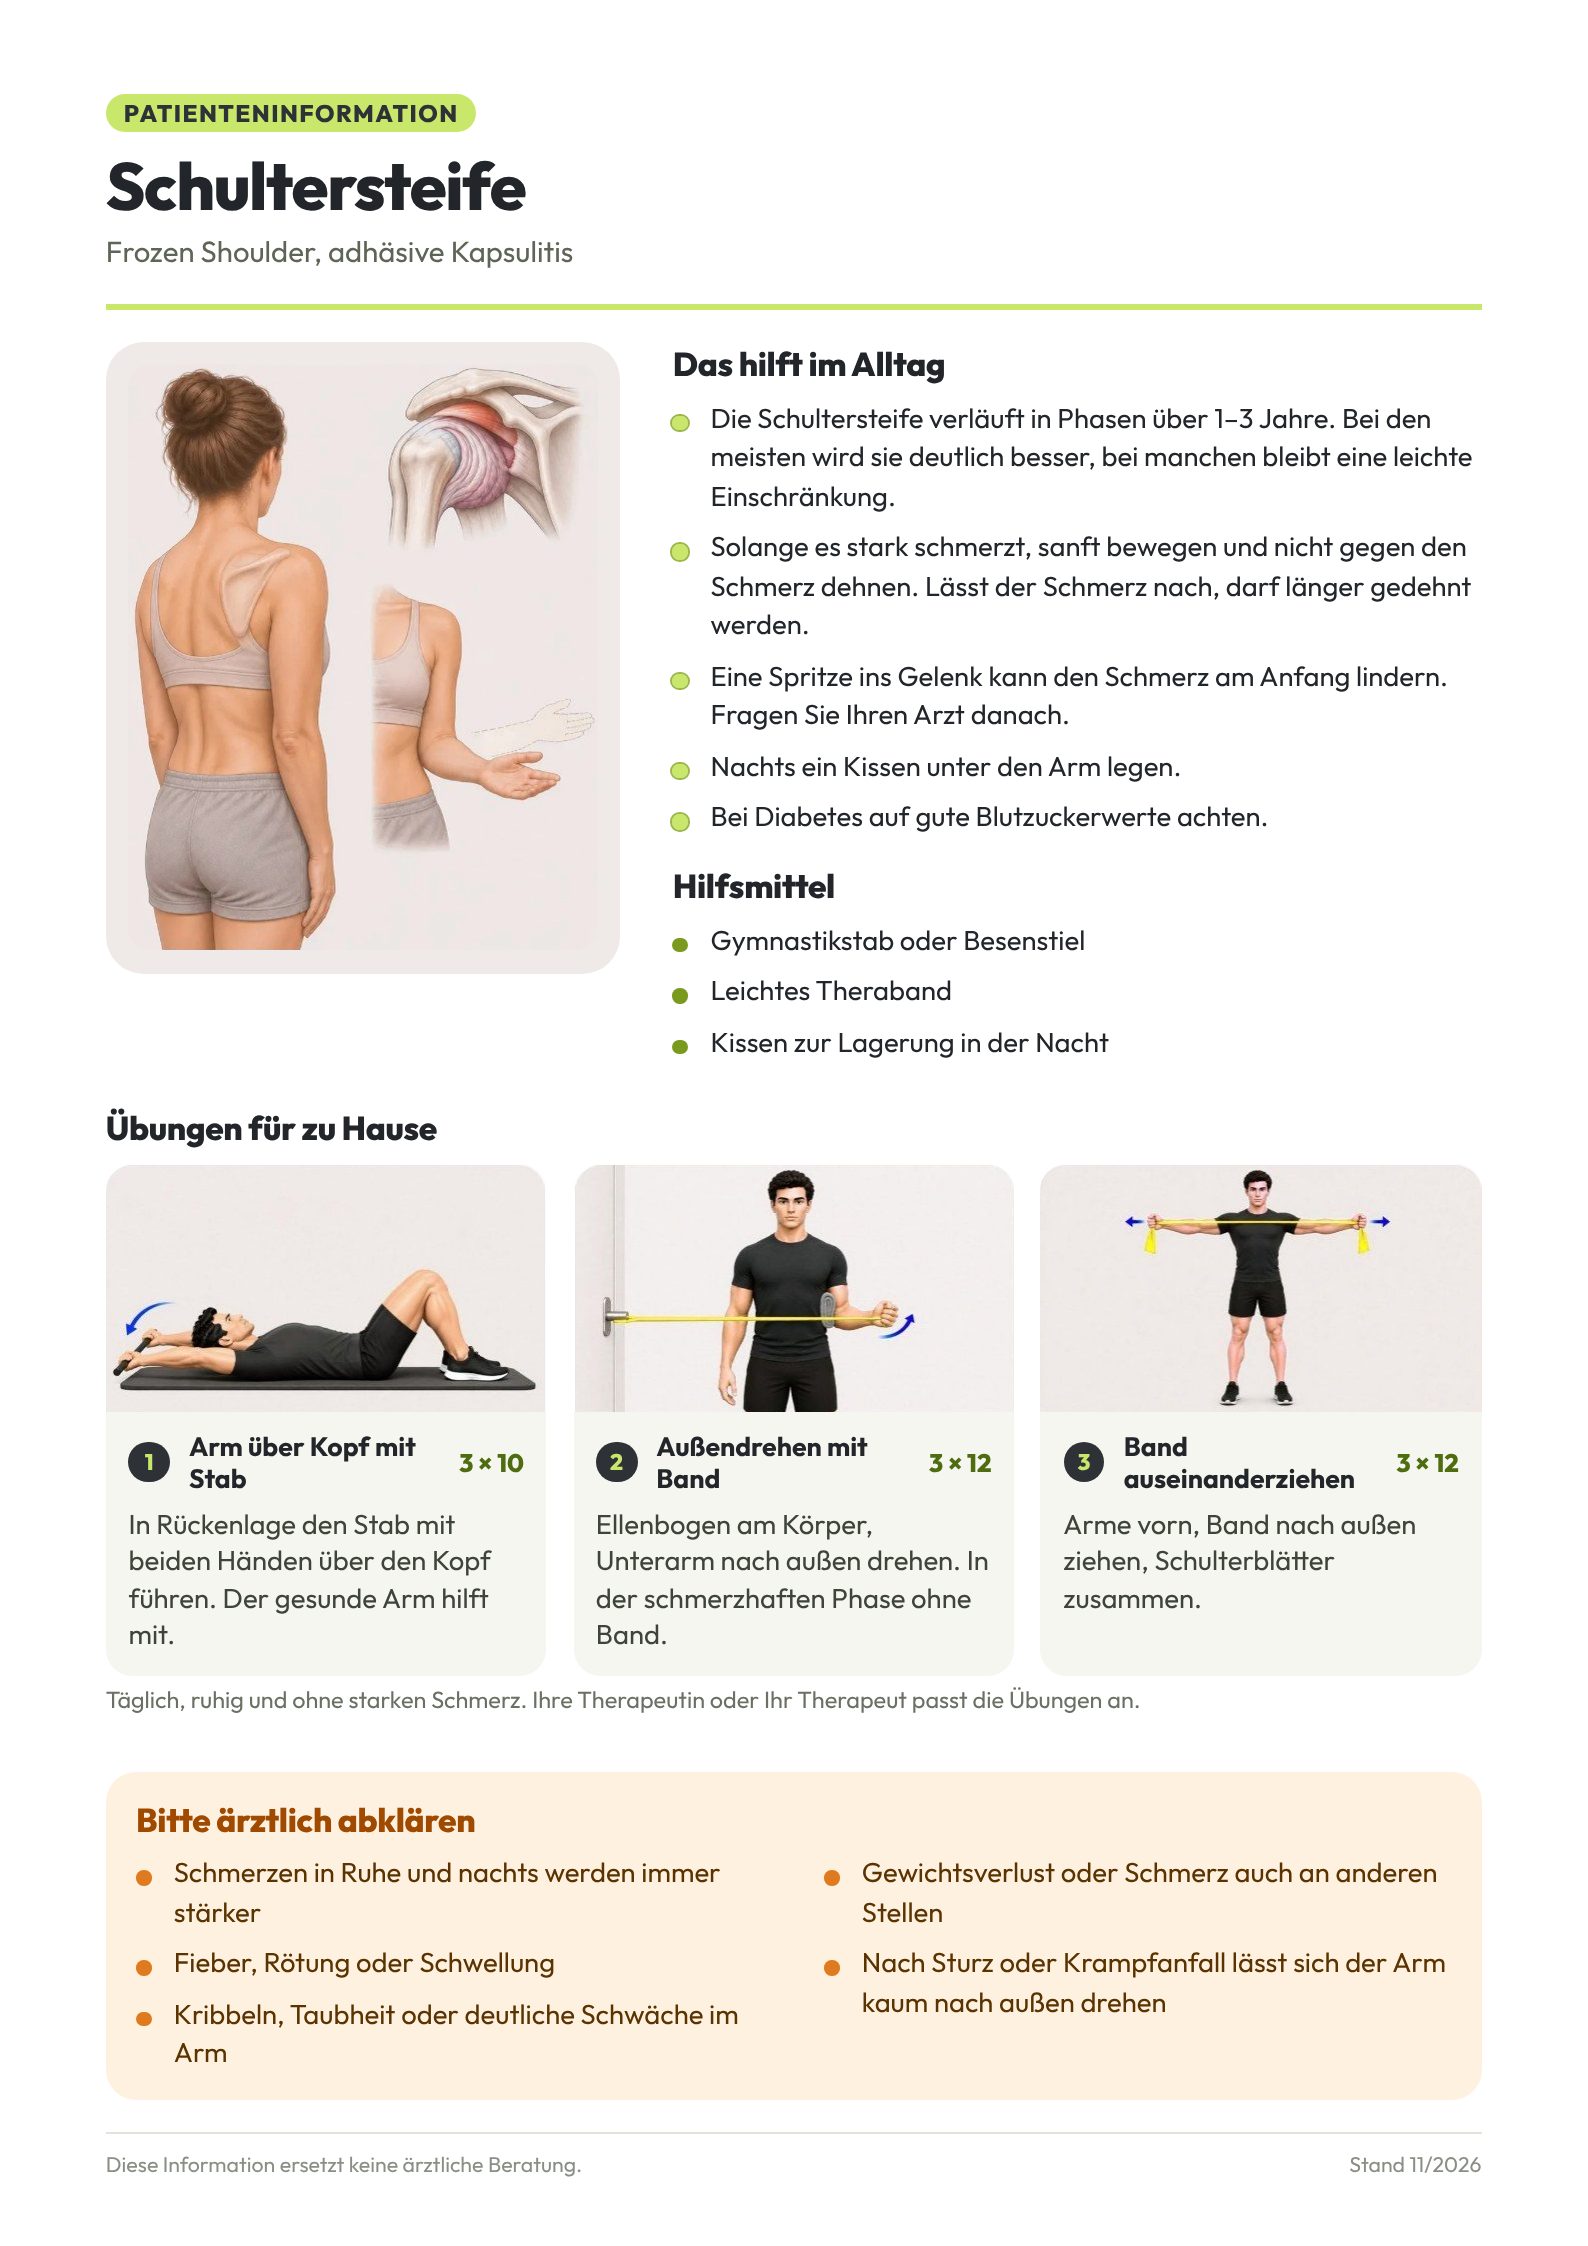 PATIENTENINFORMATION
Schultersteife
Frozen Shoulder, adhäsive Kapsulitis
Das hilft im Alltag
Die Schultersteife verläuft in Phasen über 1–3 Jahre. Bei den
meisten wird sie deutlich besser, bei manchen bleibt eine leichte
Einschränkung.
Solange es stark schmerzt, sanft bewegen und nicht gegen den
Schmerz dehnen. Lässt der Schmerz nach, darf länger gedehnt
werden.
Eine Spritze ins Gelenk kann den Schmerz am Anfang lindern.
Fragen Sie Ihren Arzt danach.
Nachts ein Kissen unter den Arm legen.
Bei Diabetes auf gute Blutzuckerwerte achten.
Hilfsmittel
Gymnastikstab oder Besenstiel
Leichtes Theraband
Kissen zur Lagerung in der Nacht
Übungen für zu Hause
1 Arm über Kopf mit
Stab
3 × 10
In Rückenlage den Stab mit
beiden Händen über den Kopf
führen. Der gesunde Arm hilft
mit.
2 Außendrehen mit
Band
3 × 12
Ellenbogen am Körper,
Unterarm nach außen drehen. In
der schmerzhaften Phase ohne
Band.
3 Band
auseinanderziehen
3 × 12
Arme vorn, Band nach außen
ziehen, Schulterblätter
zusammen.
Täglich, ruhig und ohne starken Schmerz. Ihre Therapeutin oder Ihr Therapeut passt die Übungen an.
Bitte ärztlich abklären
Schmerzen in Ruhe und nachts werden immer
stärker
Fieber, Rötung oder Schwellung
Kribbeln, Taubheit oder deutliche Schwäche im
Arm
Gewichtsverlust oder Schmerz auch an anderen
Stellen
Nach Sturz oder Krampfanfall lässt sich der Arm
kaum nach außen drehen
Diese Information ersetzt keine ärztliche Beratung.
Stand 11/2026